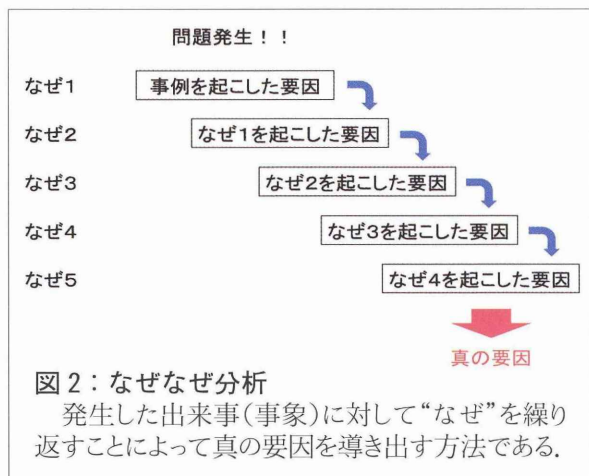 問題発生！！
なぜ1 事例を起こした要因
なぜ2 なぜ1を起こした要因
なぜ3 なぜ2を起こした要因
なぜ4 なぜ3を起こした要因
なぜ5 なぜ4を起こした要因
真の要因
図2：なぜなぜ分析
発生した出来事(事象)に対して“なぜ”を繰り
返すことによって真の要因を導き出す方法である．